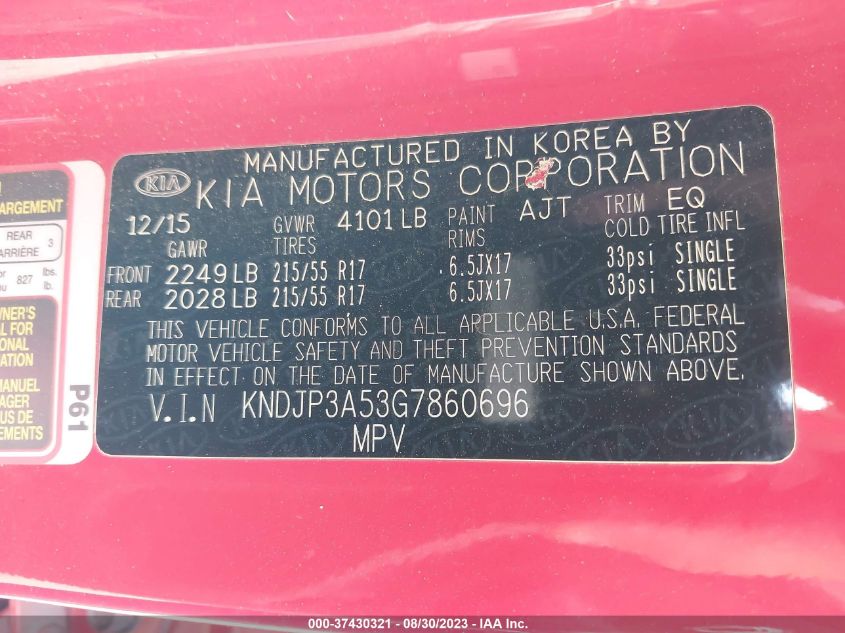 MANUFACTURED IN KOREA BY
KIA KIA MOTORS CORPORATION
12/15 GVWR 4101 LB PAINT AJT TRIM EQ
GAWR TIRES RIMS COLD TIRE INFL
FRONT 2249 LB 215/55 R17 6.5JX17 33psi SINGLE
REAR 2028 LB 215/55 R17 6.5JX17 33psi SINGLE
THIS VEHICLE CONFORMS TO ALL APPLICABLE U.S.A. FEDERAL
MOTOR VEHICLE SAFETY AND THEFT PREVENTION STANDARDS
IN EFFECT ON THE DATE OF MANUFACTURE SHOWN ABOVE.
V.I.N KNDJP3A53G7860696
MPV
REAR
ARRIÈRE 3
827 lbs.
lb.
P61
000-37430321 - 08/30/2023 - IAA Inc.